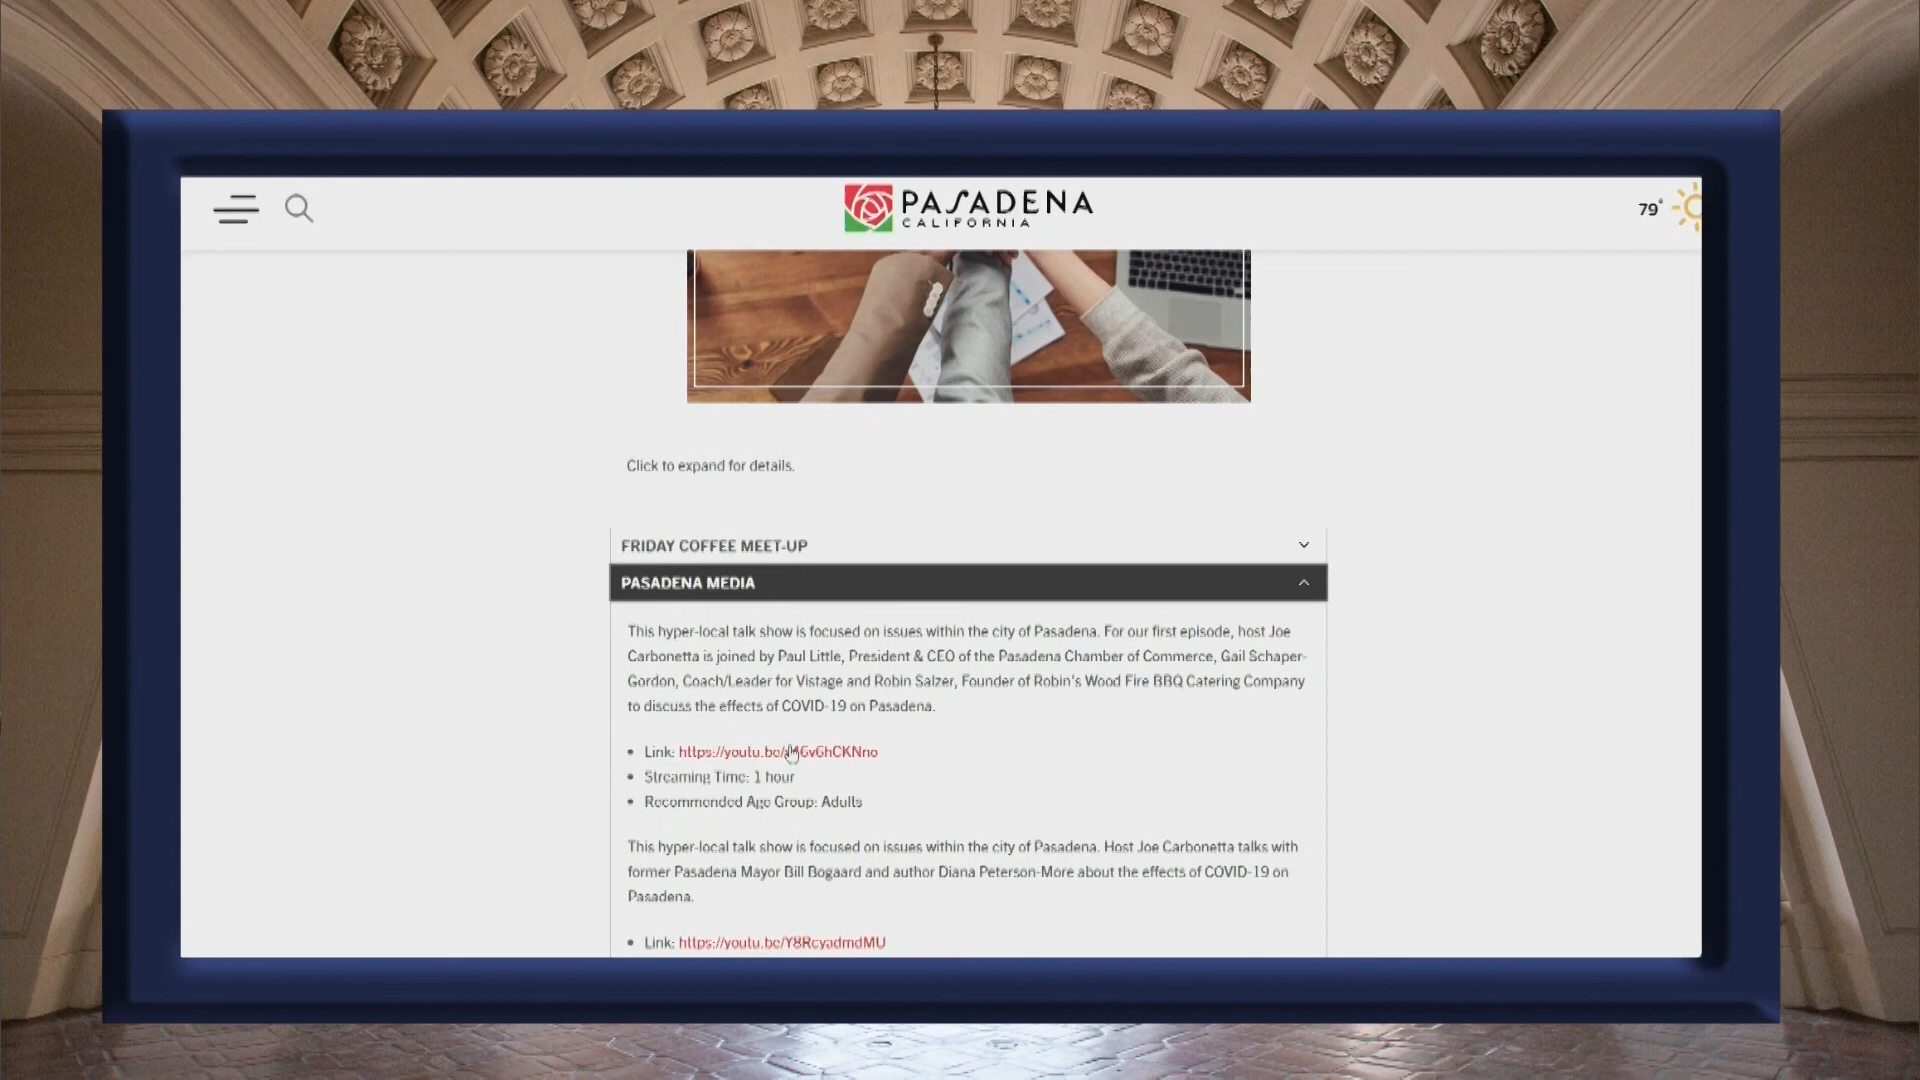 PASADENA
CALIFORNIA
79°
Click to expand for details.
FRIDAY COFFEE MEET-UP
PASADENA MEDIA
This hyper-local talk show is focused on issues within the city of Pasadena. For our first episode, host Joe
Carbonetta is joined by Paul Little, President & CEO of the Pasadena Chamber of Commerce, Gail Schaper-
Gordon, Coach/Leader for Vistage and Robin Salzer, Founder of Robin's Wood Fire BBQ Catering Company
to discuss the effects of COVID-19 on Pasadena.
• Link:
• Streaming Time: 1 hour
• Recommended Age Group: Adults
This hyper-local talk show is focused on issues within the city of Pasadena. Host Joe Carbonetta talks with
former Pasadena Mayor Bill Bogaard and author Diana Peterson-More about the effects of COVID-19 on
Pasadena.
• Link: https://youtu.be/Y8RcyadmdMU